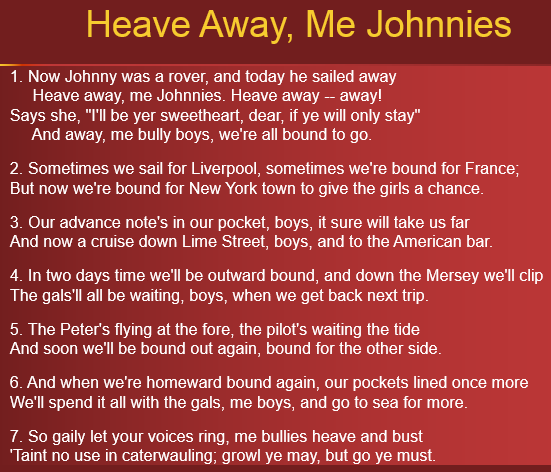 Heave Away, Me Johnnies
1. Now Johnny was a rover, and today he sailed away
Heave away, me Johnnies. Heave away -- away!
Says she, "I'll be yer sweetheart, dear, if ye will only stay"
And away, me bully boys, we're all bound to go.
2. Sometimes we sail for Liverpool, sometimes we're bound for France;
But now we're bound for New York town to give the girls a chance.
3. Our advance note's in our pocket, boys, it sure will take us far
And now a cruise down Lime Street, boys, and to the American bar.
4. In two days time we'll be outward bound, and down the Mersey we'll clip
The gals'll all be waiting, boys, when we get back next trip.
5. The Peter's flying at the fore, the pilot's waiting the tide
And soon we'll be bound out again, bound for the other side.
6. And when we're homeward bound again, our pockets lined once more
We'll spend it all with the gals, me boys, and go to sea for more.
7. So gaily let your voices ring, me bullies heave and bust
'Taint no use in caterwauling; growl ye may, but go ye must.